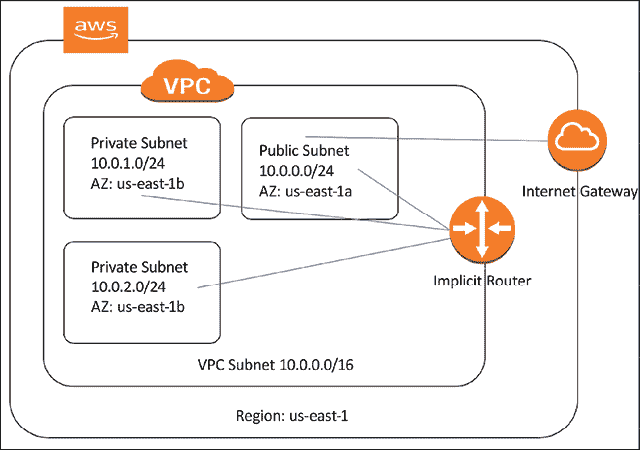 aws
VPC
Private Subnet
10.0.1.0/24
AZ: us-east-1b
Public Subnet
10.0.0.0/24
AZ: us-east-1a
Internet Gateway
Private Subnet
10.0.2.0/24
AZ: us-east-1b
Implicit Router
VPC Subnet 10.0.0.0/16
Region: us-east-1